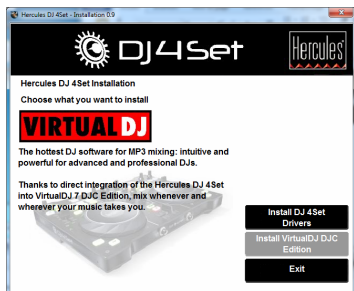 Hercules DJ 4Set - Installation 0.9
DJ4Set
Hercules
Hercules DJ 4Set Installation
Choose what you want to install
VIRTUAL DJ
The hottest DJ software for MP3 mixing: intuitive and
powerful for advanced and professional DJs.
Thanks to direct integration of the Hercules DJ 4Set
into VirtualDJ 7 DJC Edition, mix whenever and
wherever your music takes you.
Install DJ 4Set
Drivers
Install VirtualDJ DJC
Edition
Exit